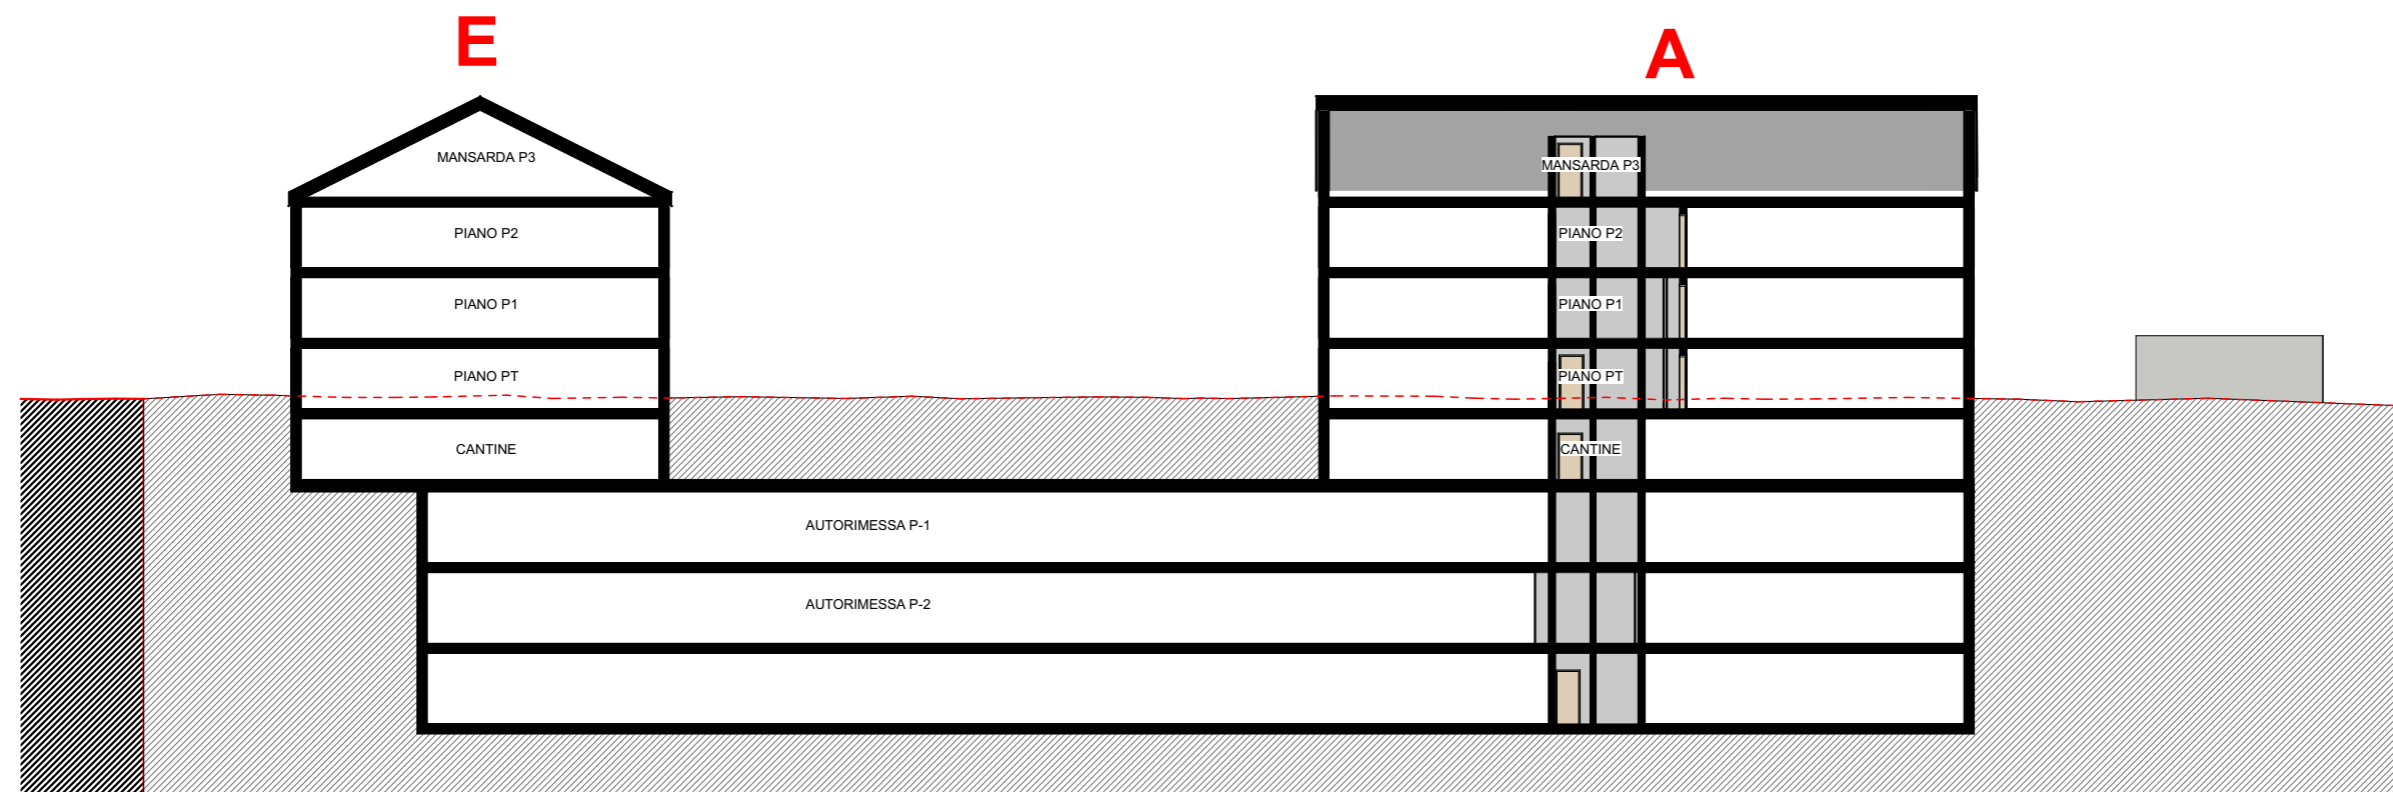 E
A
MANSARDA P3
MANSARDA P3
PIANO P2
PIANO P2
PIANO P1
PIANO P1
PIANO PT
PIANO PT
CANTINE
CANTINE
AUTORIMESSA P-1
AUTORIMESSA P-2